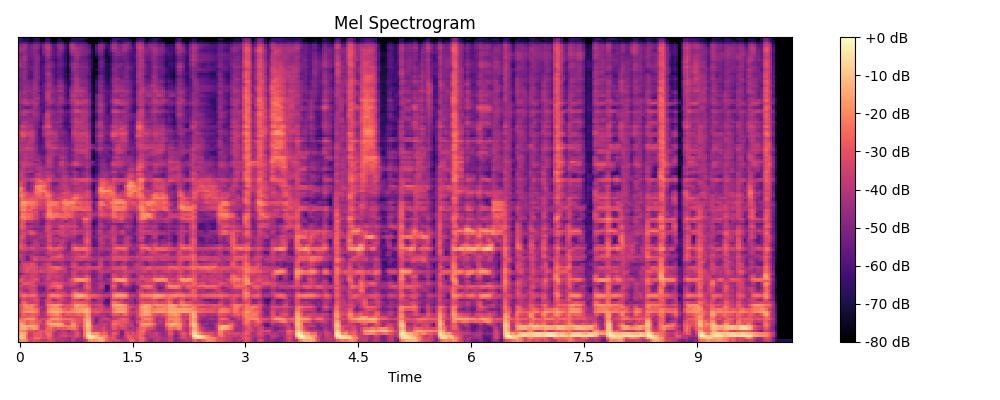 Mel Spectrogram
+0 dB
-10 dB
-20 dB
-30 dB
-40 dB
-50 dB
-60 dB
-70 dB
-80 dB
0 1.5 3 4.5 6 7.5 9
Time